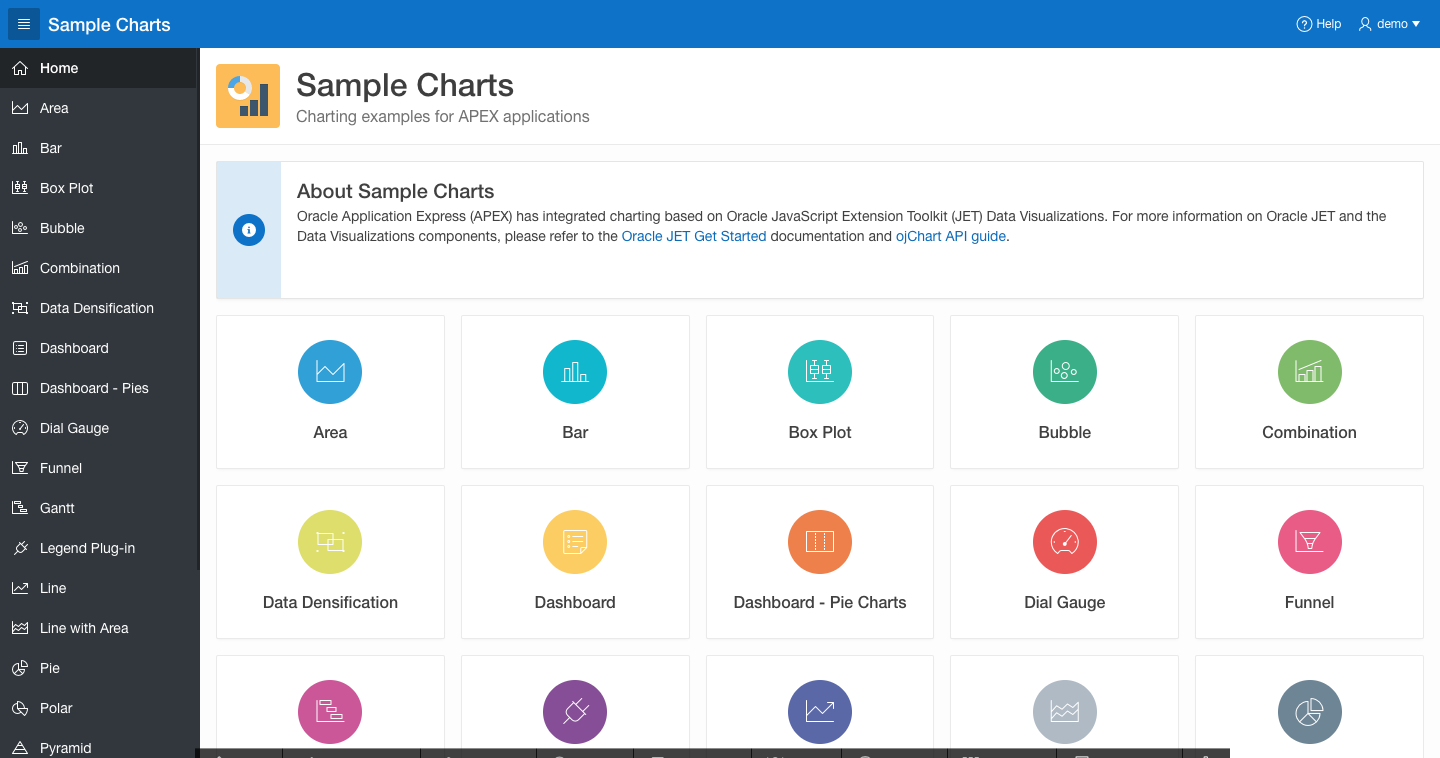 Sample Charts
Help
demo
Home
Area
Bar
Box Plot
Bubble
Combination
Data Densification
Dashboard
Dashboard - Pies
Dial Gauge
Funnel
Gantt
Legend Plug-in
Line
Line with Area
Pie
Polar
Pyramid
Sample Charts
Charting examples for APEX applications
About Sample Charts
Oracle Application Express (APEX) has integrated charting based on Oracle JavaScript Extension Toolkit (JET) Data Visualizations. For more information on Oracle JET and the
Data Visualizations components, please refer to the Oracle JET Get Started documentation and ojChart API guide.
Area
Bar
Box Plot
Bubble
Combination
Data Densification
Dashboard
Dashboard - Pie Charts
Dial Gauge
Funnel